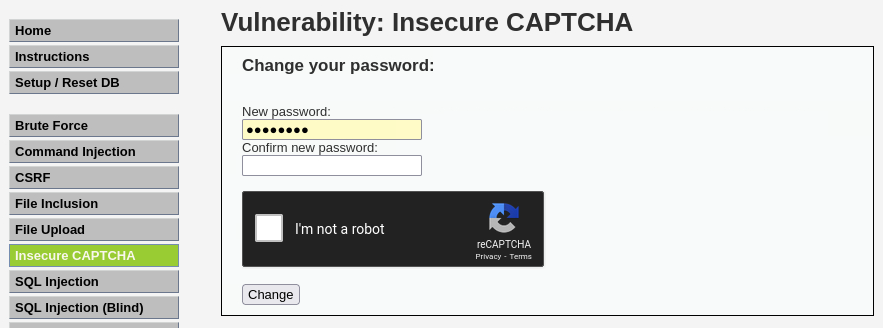 Home
Instructions
Setup / Reset DB
Brute Force
Command Injection
CSRF
File Inclusion
File Upload
Insecure CAPTCHA
SQL Injection
SQL Injection (Blind)
Vulnerability: Insecure CAPTCHA
Change your password:
New password:
●●●●●●●●
Confirm new password:
I'm not a robot
reCAPTCHA
Privacy - Terms
Change